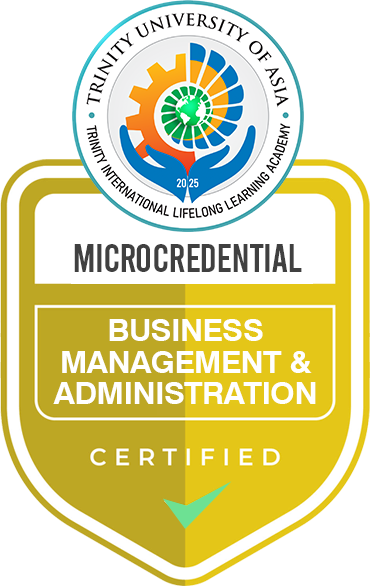 TRINITY UNIVERSITY OF ASIA
TRINITY INTERNATIONAL LIFELONG LEARNING ACADEMY
2025
MICROCREDENTIAL
BUSINESS
MANAGEMENT &
ADMINISTRATION
CERTIFIED